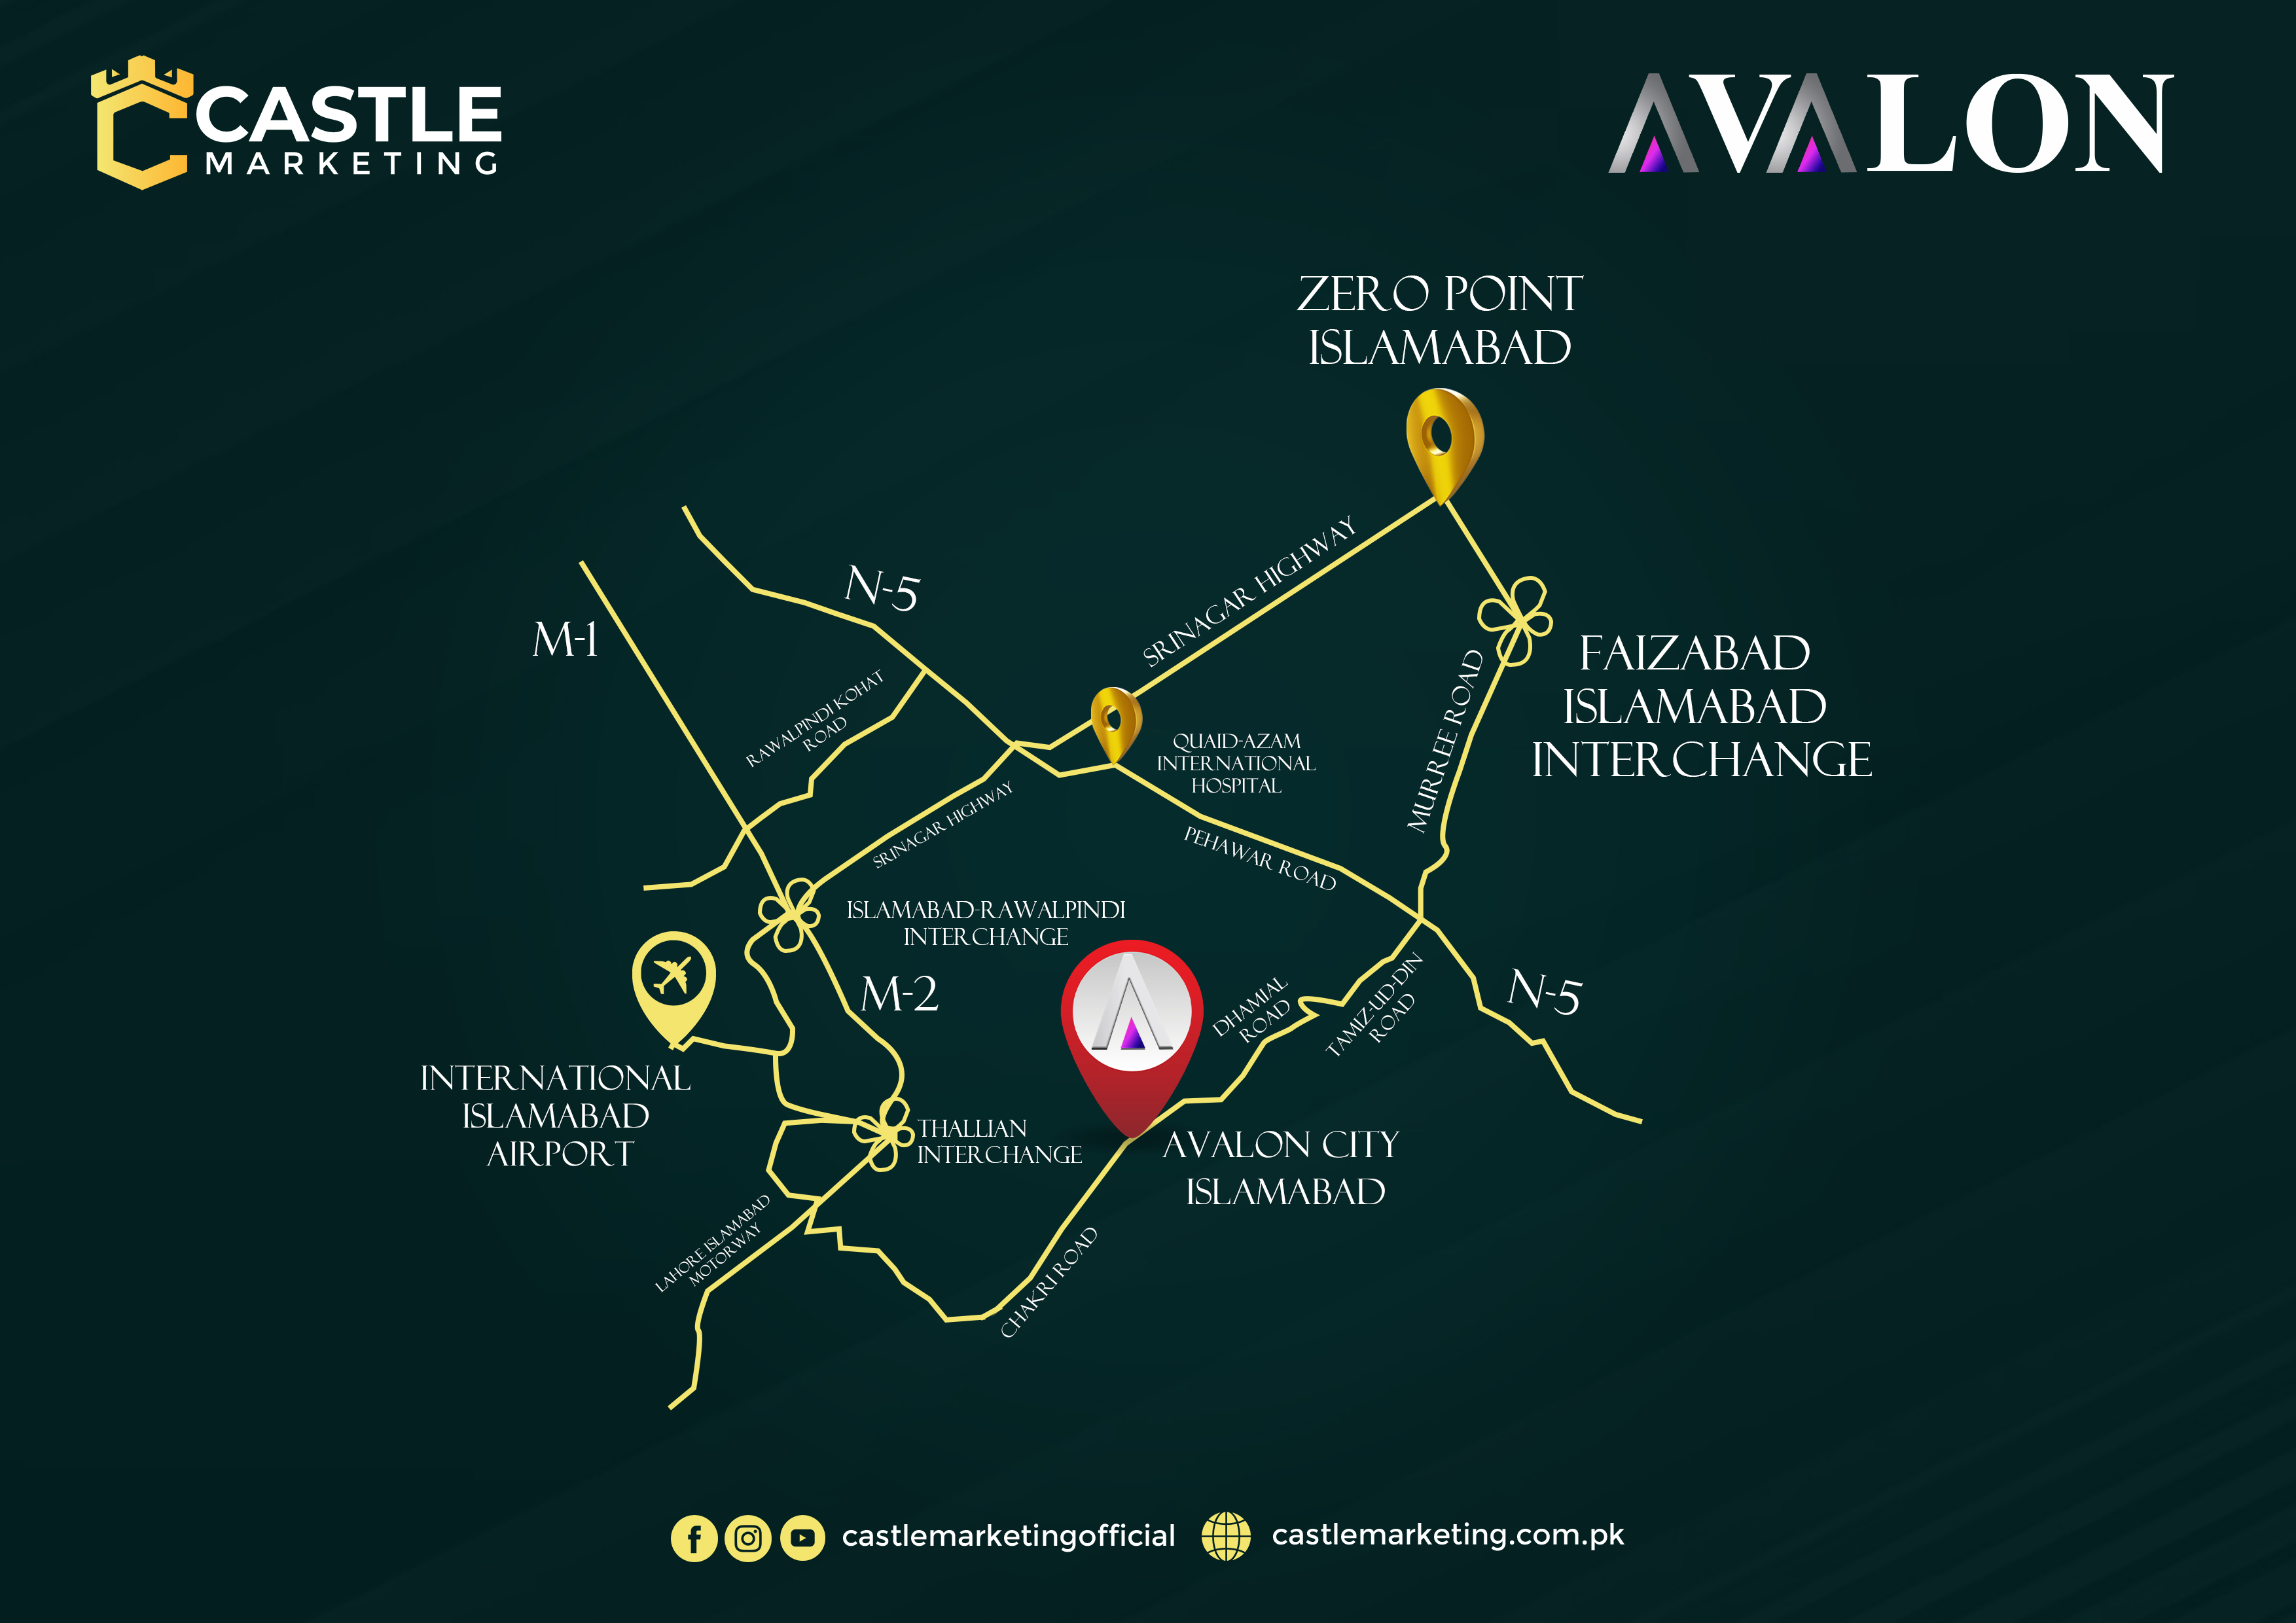 CASTLE
MARKETING
AVALON
ZERO POINT
ISLAMABAD
N-5
M-1
SRINAGAR HIGHWAY
FAIZABAD
ISLAMABAD
INTERCHANGE
MURREE ROAD
RAWALPINDI KOHAT
ROAD
QUAID-AZAM
INTERNATIONAL
HOSPITAL
SRINAGAR HIGHWAY
PEHAWAR ROAD
ISLAMABAD-RAWALPINDI
INTERCHANGE
M-2
DHAMIAL
ROAD
TAMIZ-UD-DIN
ROAD
N-5
INTERNATIONAL
ISLAMABAD
AIRPORT
THALLIAN
INTERCHANGE
AVALON CITY
ISLAMABAD
LAHORE ISLAMABAD
MOTORWAY
CHAKRI ROAD
castlemarketingofficial
castlemarketing.com.pk